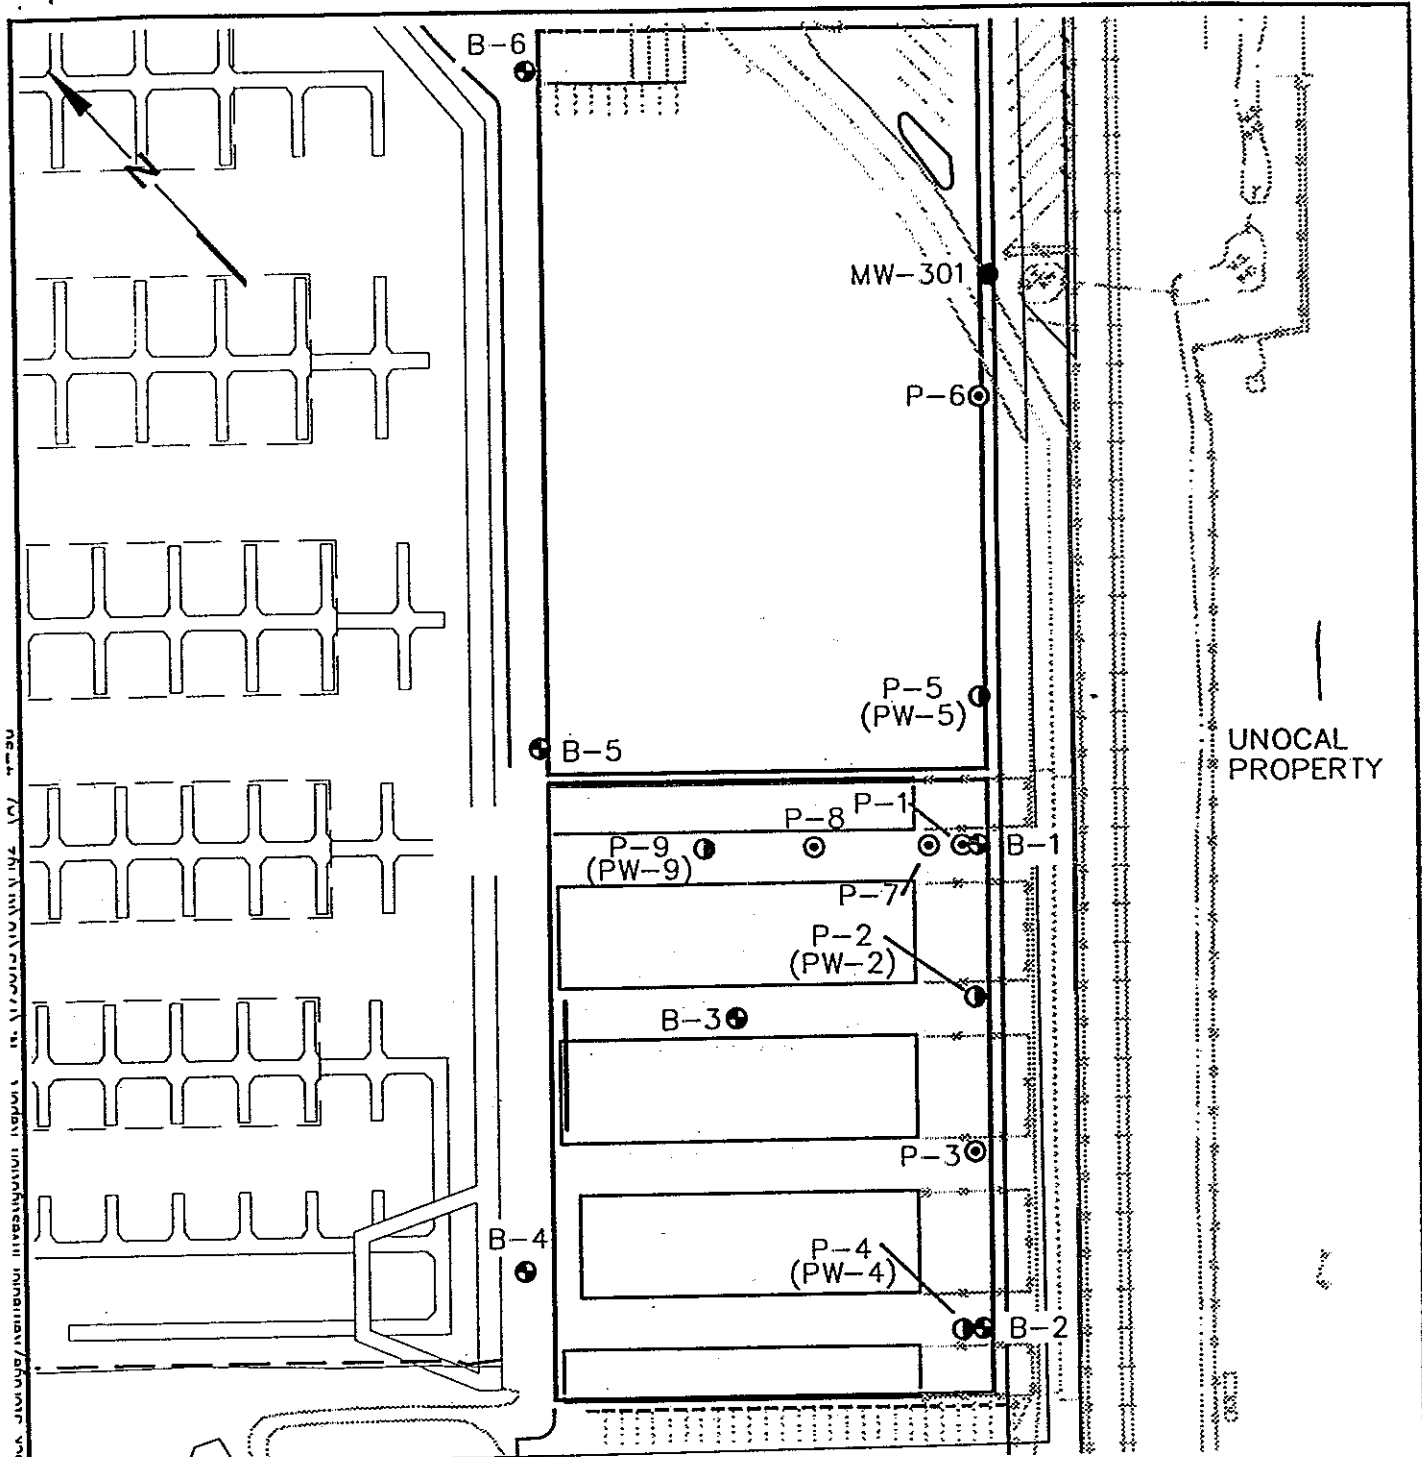 B-6
N
MW-301
P-6
P-5
(PW-5)
B-5
UNOCAL
PROPERTY
P-1
P-8
P-9
(PW-9)
B-1
P-7
P-2
(PW-2)
B-3
P-3
B-4
P-4
(PW-4)
B-2